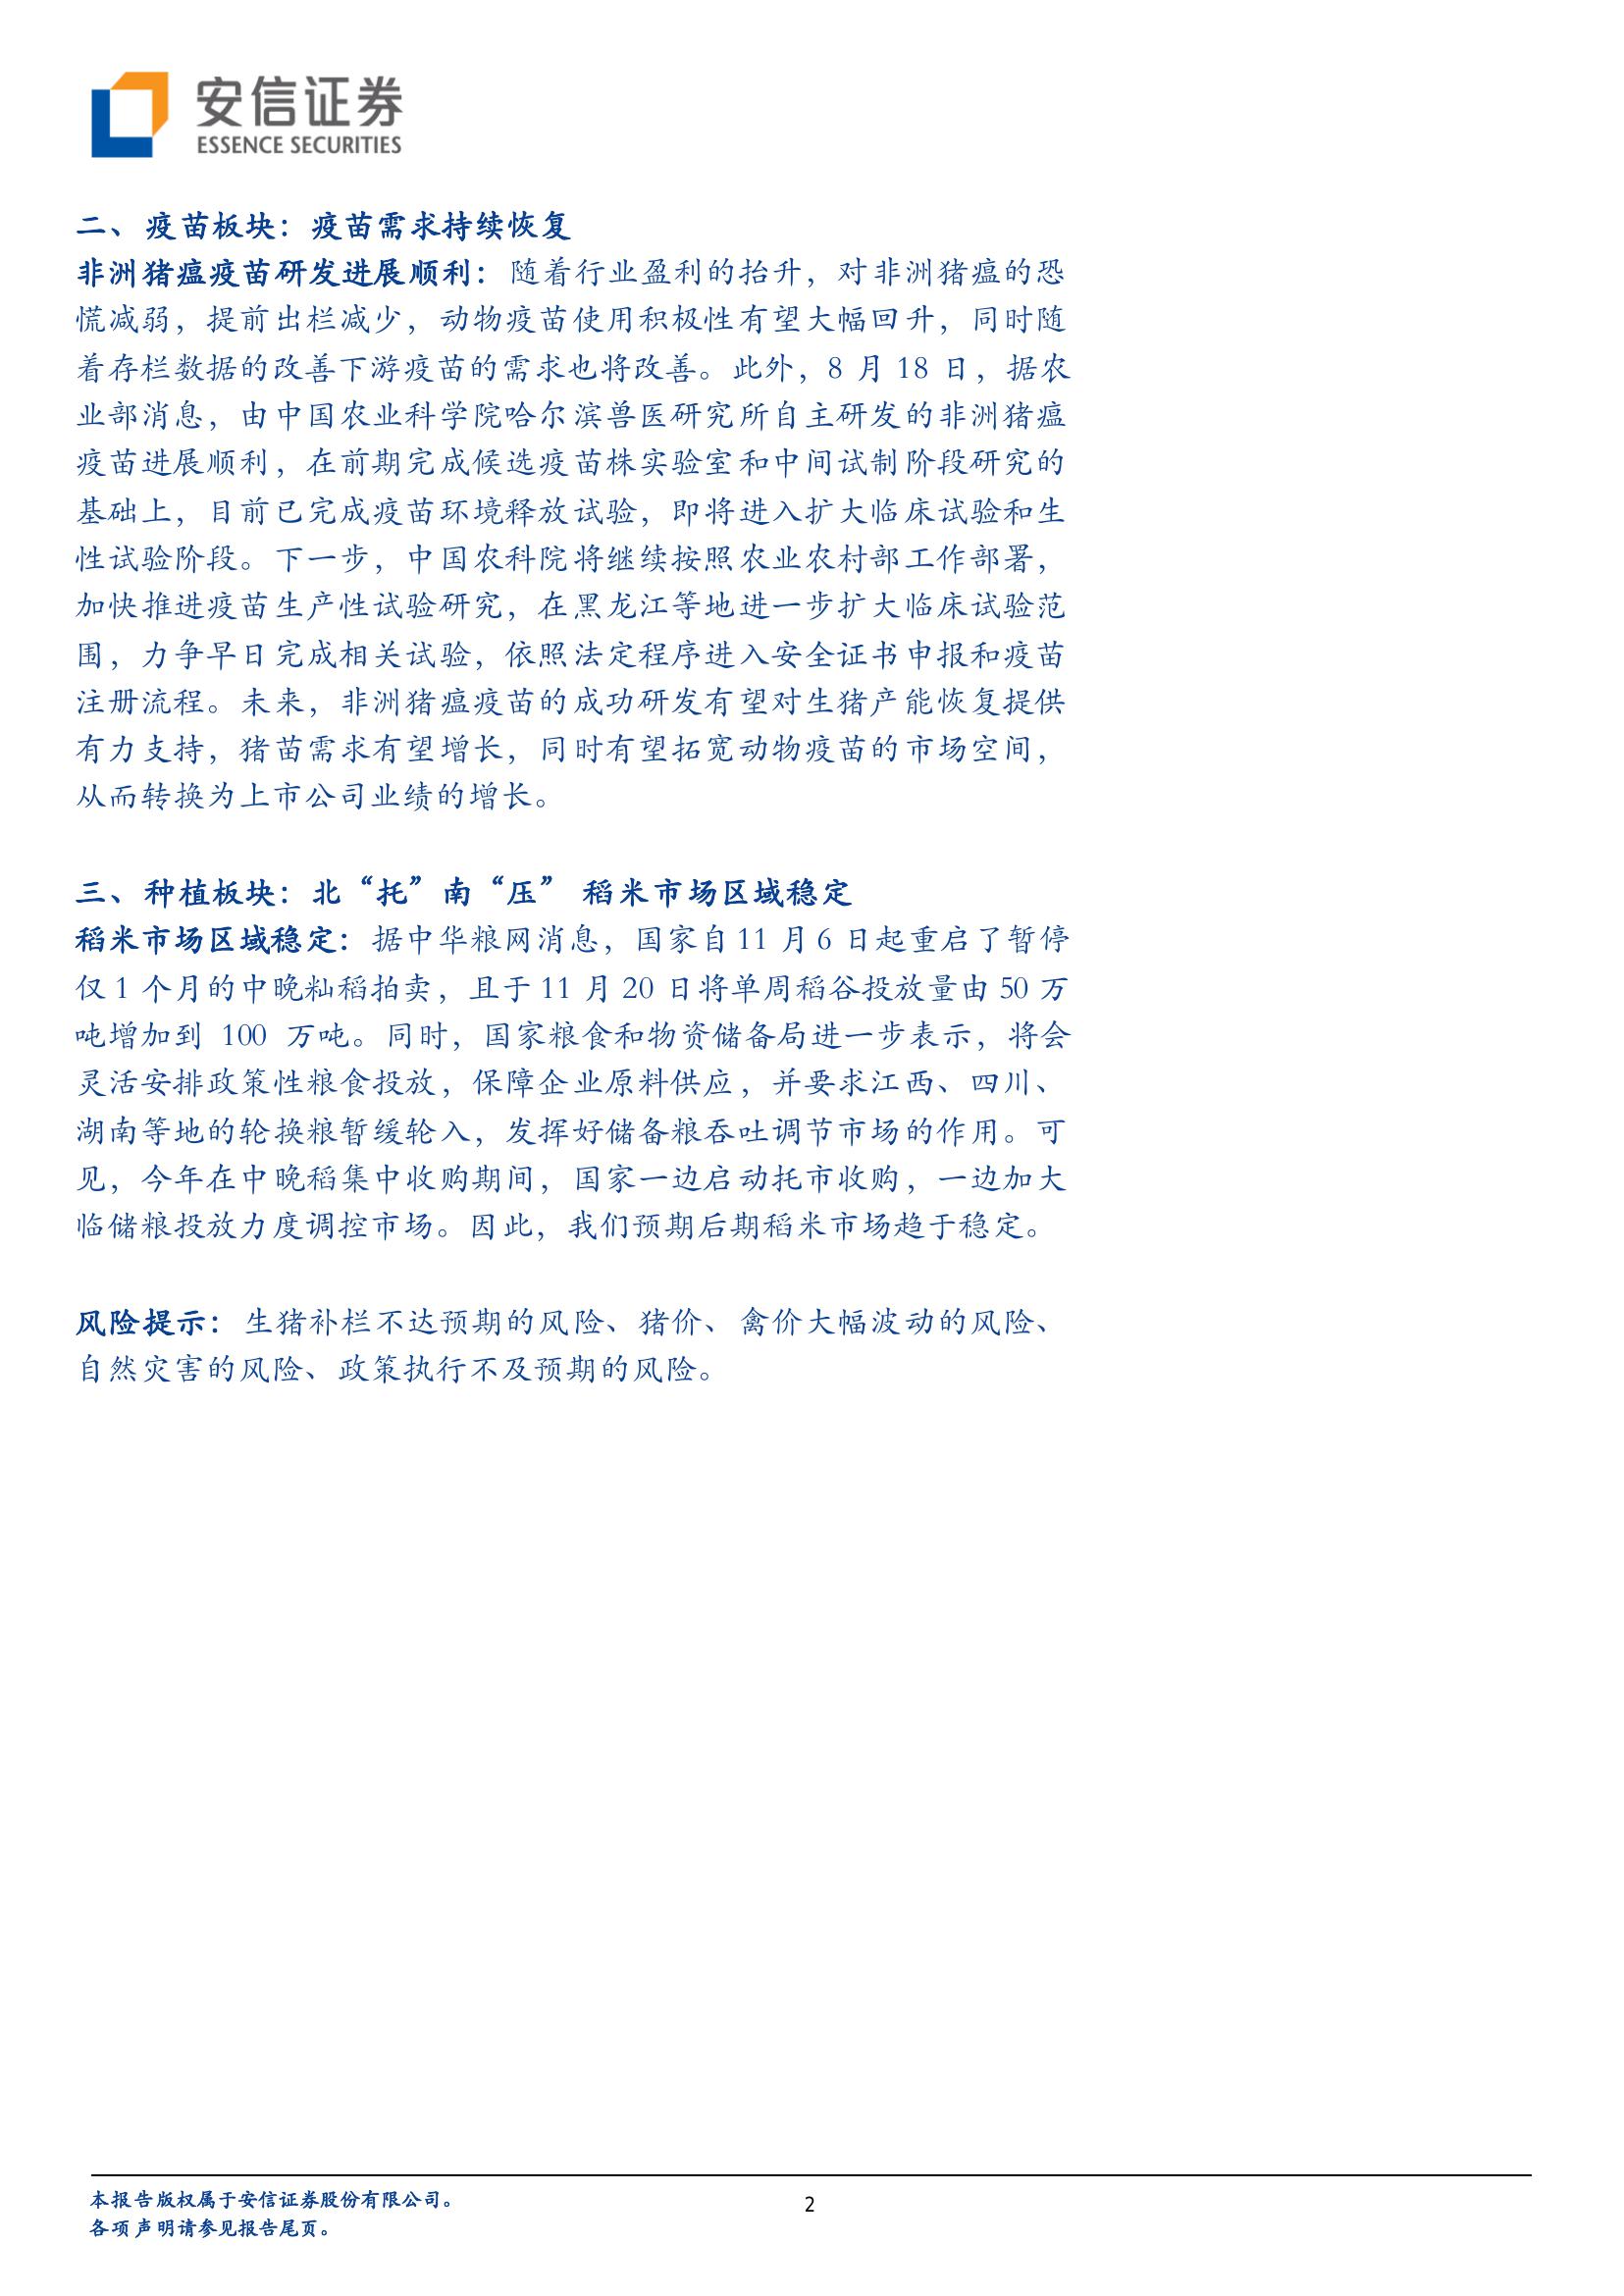 安信证券
ESSENCE SECURITIES
二、疫苗板块：疫苗需求持续恢复
非洲猪瘟疫苗研发进展顺利：随着行业盈利的抬升，对非洲猪瘟的恐
慌减弱，提前出栏减少，动物疫苗使用积极性有望大幅回升，同时随
着存栏数据的改善下游疫苗的需求也将改善。此外，8 月 18 日，据农
业部消息，由中国农业科学院哈尔滨兽医研究所自主研发的非洲猪瘟
疫苗进展顺利，在前期完成候选疫苗株实验室和中间试制阶段研究的
基础上，目前已完成疫苗环境释放试验，即将进入扩大临床试验和生
性试验阶段。下一步，中国农科院将继续按照农业农村部工作部署，
加快推进疫苗生产性试验研究，在黑龙江等地进一步扩大临床试验范
围，力争早日完成相关试验，依照法定程序进入安全证书申报和疫苗
注册流程。未来，非洲猪瘟疫苗的成功研发有望对生猪产能恢复提供
有力支持，猪苗需求有望增长，同时有望拓宽动物疫苗的市场空间，
从而转换为上市公司业绩的增长。
三、种植板块：北“托”南“压” 稻米市场区域稳定
稻米市场区域稳定：据中华粮网消息，国家自 11 月 6 日起重启了暂停
仅 1 个月的中晚籼稻拍卖，且于 11 月 20 日将单周稻谷投放量由 50 万
吨增加到 100 万吨。同时，国家粮食和物资储备局进一步表示，将会
灵活安排政策性粮食投放，保障企业原料供应，并要求江西、四川、
湖南等地的轮换粮暂缓轮入，发挥好储备粮吞吐调节市场的作用。可
见，今年在中晚稻集中收购期间，国家一边启动托市收购，一边加大
临储粮投放力度调控市场。因此，我们预期后期稻米市场趋于稳定。
风险提示：生猪补栏不达预期的风险、猪价、禽价大幅波动的风险、
自然灾害的风险、政策执行不及预期的风险。
本报告版权属于安信证券股份有限公司。
各项声明请参见报告尾页。
2